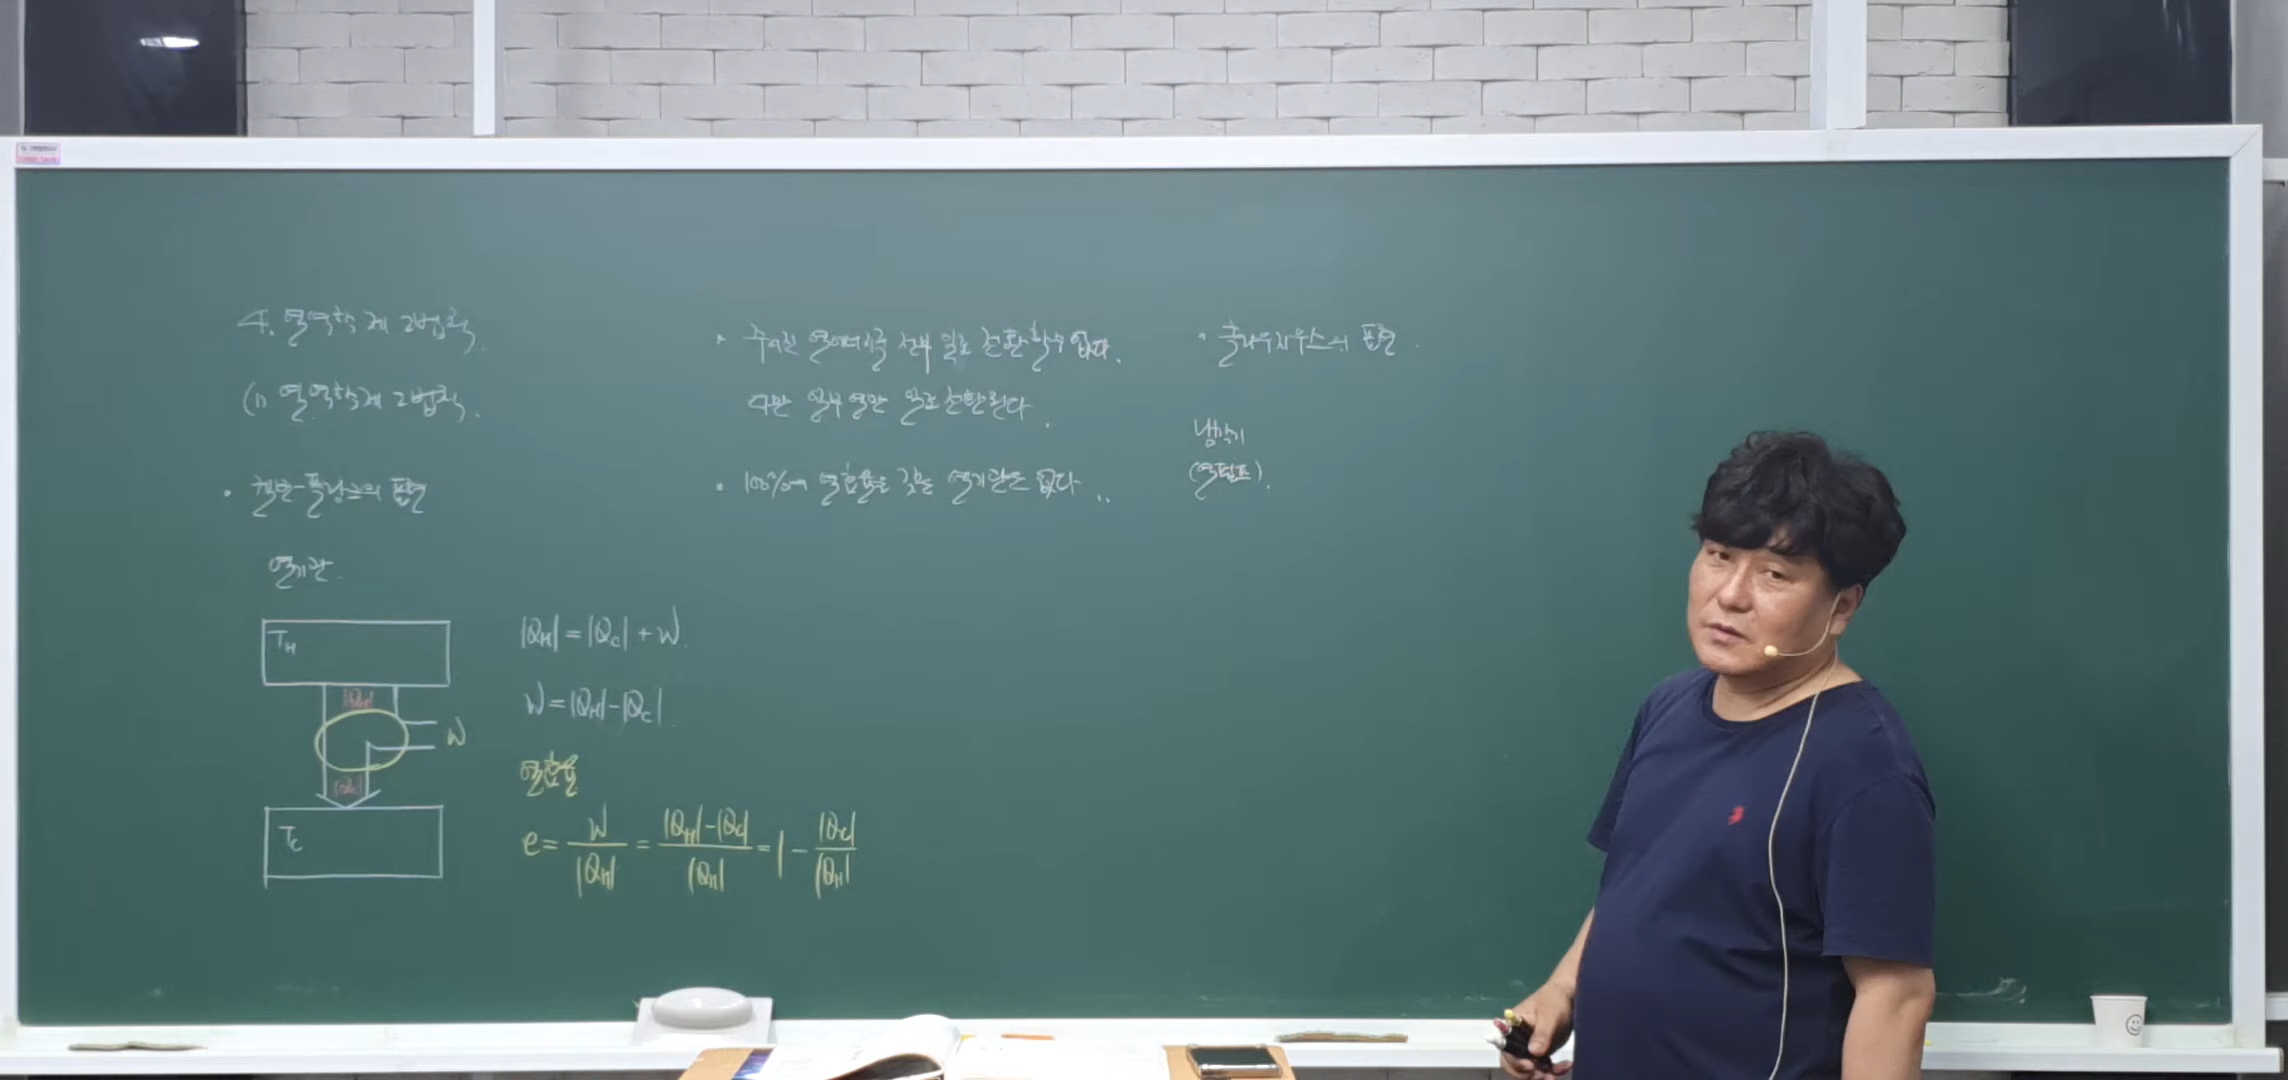 4. 열역학 제 2법칙.
(1) 열역학 제 2법칙.
· 켈빈-플랑크의 표현
열기관.
T_H
|Q_H|
W
|Q_C|
T_C
|Q_H| = |Q_C| + W.
W = |Q_H| - |Q_C|.
열효율
e = W / |Q_H| = (|Q_H| - |Q_C|) / |Q_H| = 1 - |Q_C| / |Q_H|
· 주어진 열에너지를 전부 일로 전환할 수 없다.
다만 일부 열만 일로 전환된다.
· 100%의 열효율을 갖는 열기관은 없다..
· 클라우지우스의 표현.
냉각기
(열펌프).